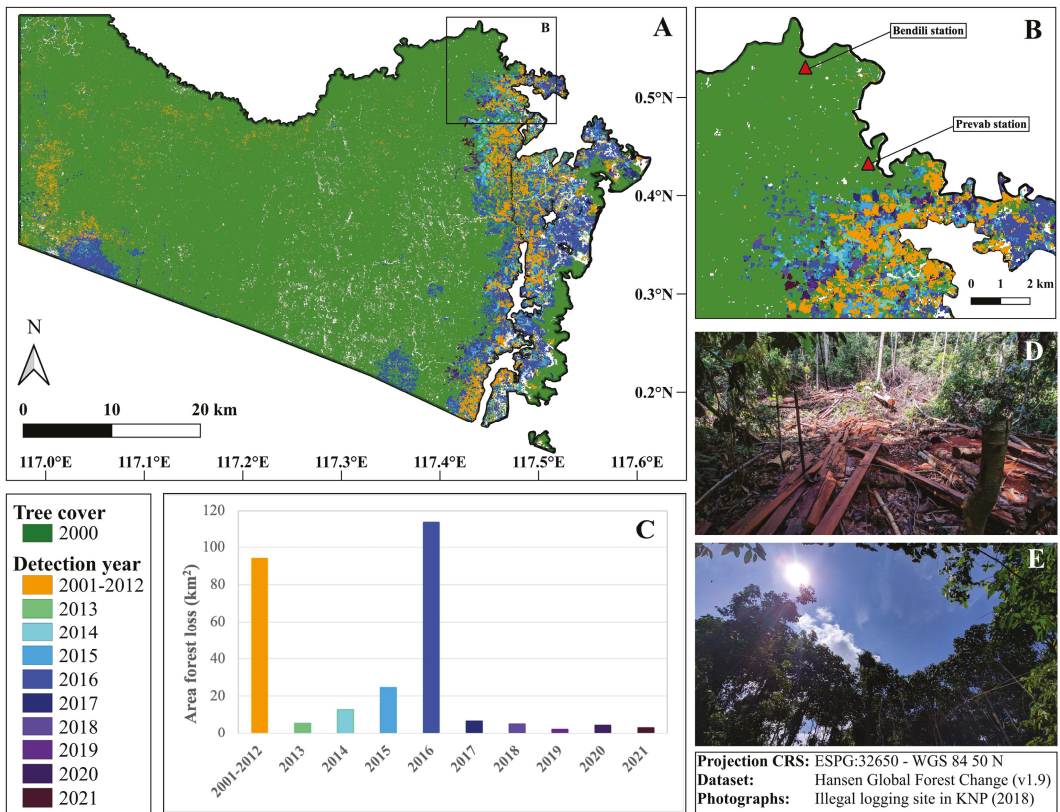 A
B
0.5°N
0.4°N
0.3°N
0.2°N
N
0 10 20 km
117.0°E 117.1°E 117.2°E 117.3°E 117.4°E 117.5°E 117.6°E
B
Bendili station
Prevab station
0 1 2 km
D
E
Tree cover
2000
Detection year
2001-2012
2013
2014
2015
2016
2017
2018
2019
2020
2021
C
Area forest loss (km²)
120
100
80
60
40
20
0
2001-2012 2013 2014 2015 2016 2017 2018 2019 2020 2021
Projection CRS: ESPG:32650 - WGS 84 50 N
Dataset: Hansen Global Forest Change (v1.9)
Photographs: Illegal logging site in KNP (2018)